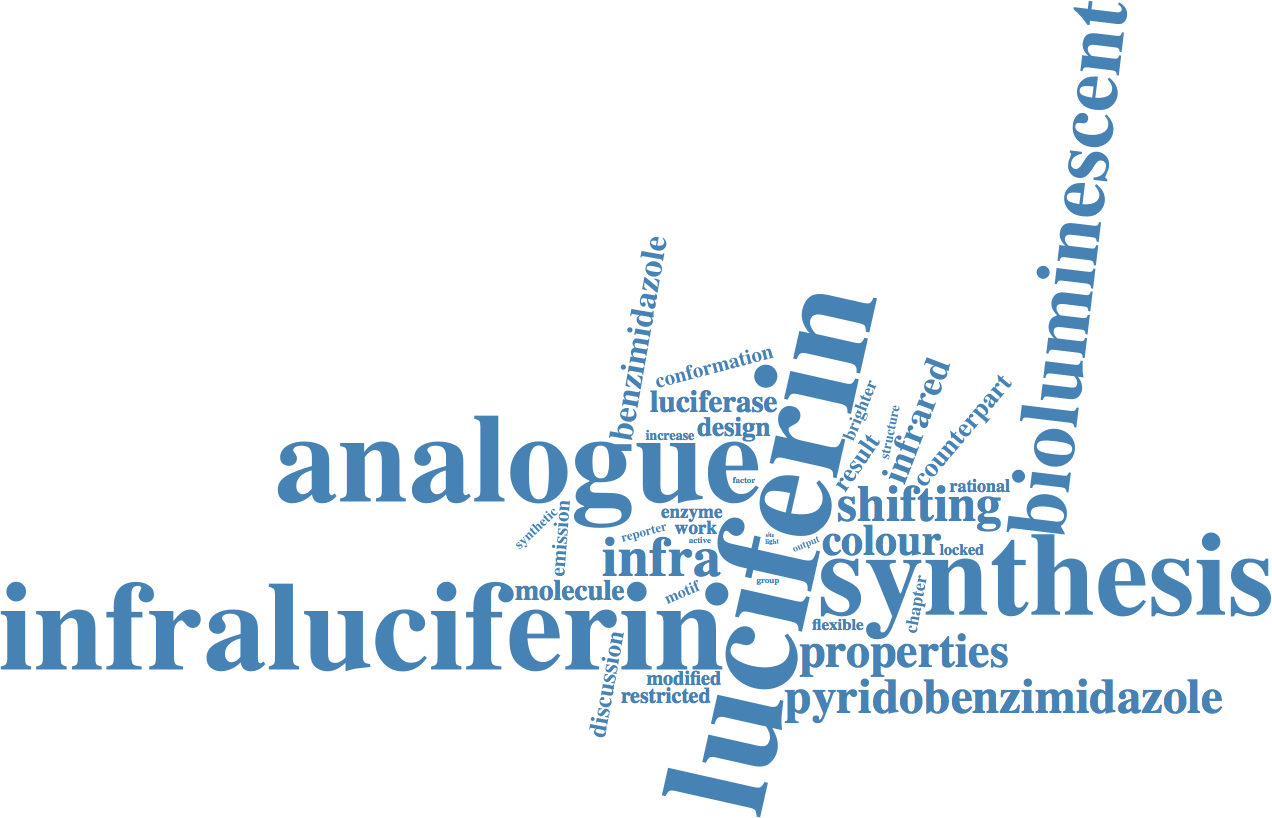 bioluminescent
benzimidazole
luciferin
conformation
luciferase
design
increase
brighter
structure
infrared
counterpart
result
analogue
factor
rational
shifting
synthetic
emission
enzyme
work
reporter
active
site
light
output
colour
locked
infra
synthesis
molecule
motif
group
chapter
flexible
infraluciferin
discussion
modified
restricted
properties
pyridobenzimidazole